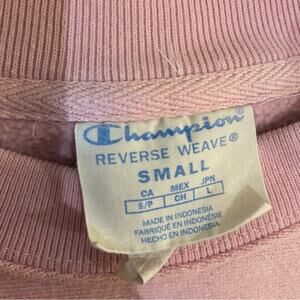 Champion®
REVERSE WEAVE®
SMALL
CA MEX JPN
S/P CH L
MADE IN INDONESIA
FABRIQUÉ EN INDONÉSIE
HECHO EN INDONESIA